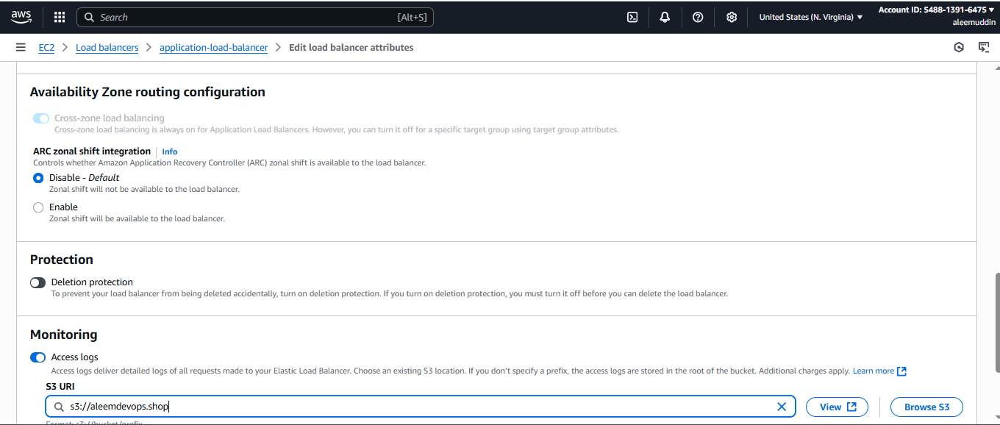 aws
Search [Alt+S]
United States (N. Virginia)
Account ID: 5488-1391-6475
aleemuddin
EC2 > Load balancers > application-load-balancer > Edit load balancer attributes
Availability Zone routing configuration
Cross-zone load balancing
Cross-zone load balancing is always on for Application Load Balancers. However, you can turn it off for a specific target group using target group attributes.
ARC zonal shift integration | Info
Controls whether Amazon Application Recovery Controller (ARC) zonal shift is available to the load balancer.
Disable - Default
Zonal shift will not be available to the load balancer.
Enable
Zonal shift will be available to the load balancer.
Protection
Deletion protection
To prevent your load balancer from being deleted accidentally, turn on deletion protection. If you turn on deletion protection, you must turn it off before you can delete the load balancer.
Monitoring
Access logs
Access logs deliver detailed logs of all requests made to your Elastic Load Balancer. Choose an existing S3 location. If you don't specify a prefix, the access logs are stored in the root of the bucket. Additional charges apply. Learn more
S3 URI
s3://aleemdevops.shop
View
Browse S3
Format: s3://bucket/prefix